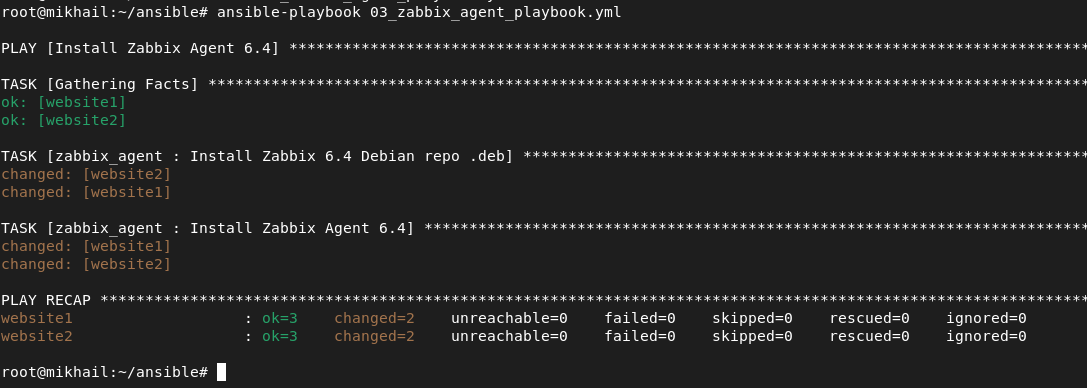 root@mikhail:~/ansible# ansible-playbook 03_zabbix_agent_playbook.yml
PLAY [Install Zabbix Agent 6.4] *****************************************************************************************
TASK [Gathering Facts] **************************************************************************************************
ok: [website1]
ok: [website2]
TASK [zabbix_agent : Install Zabbix 6.4 Debian repo .deb] ***************************************************************
changed: [website2]
changed: [website1]
TASK [zabbix_agent : Install Zabbix Agent 6.4] **************************************************************************
changed: [website1]
changed: [website2]
PLAY RECAP **************************************************************************************************************
website1                   : ok=3    changed=2    unreachable=0    failed=0    skipped=0    rescued=0    ignored=0
website2                   : ok=3    changed=2    unreachable=0    failed=0    skipped=0    rescued=0    ignored=0
root@mikhail:~/ansible#